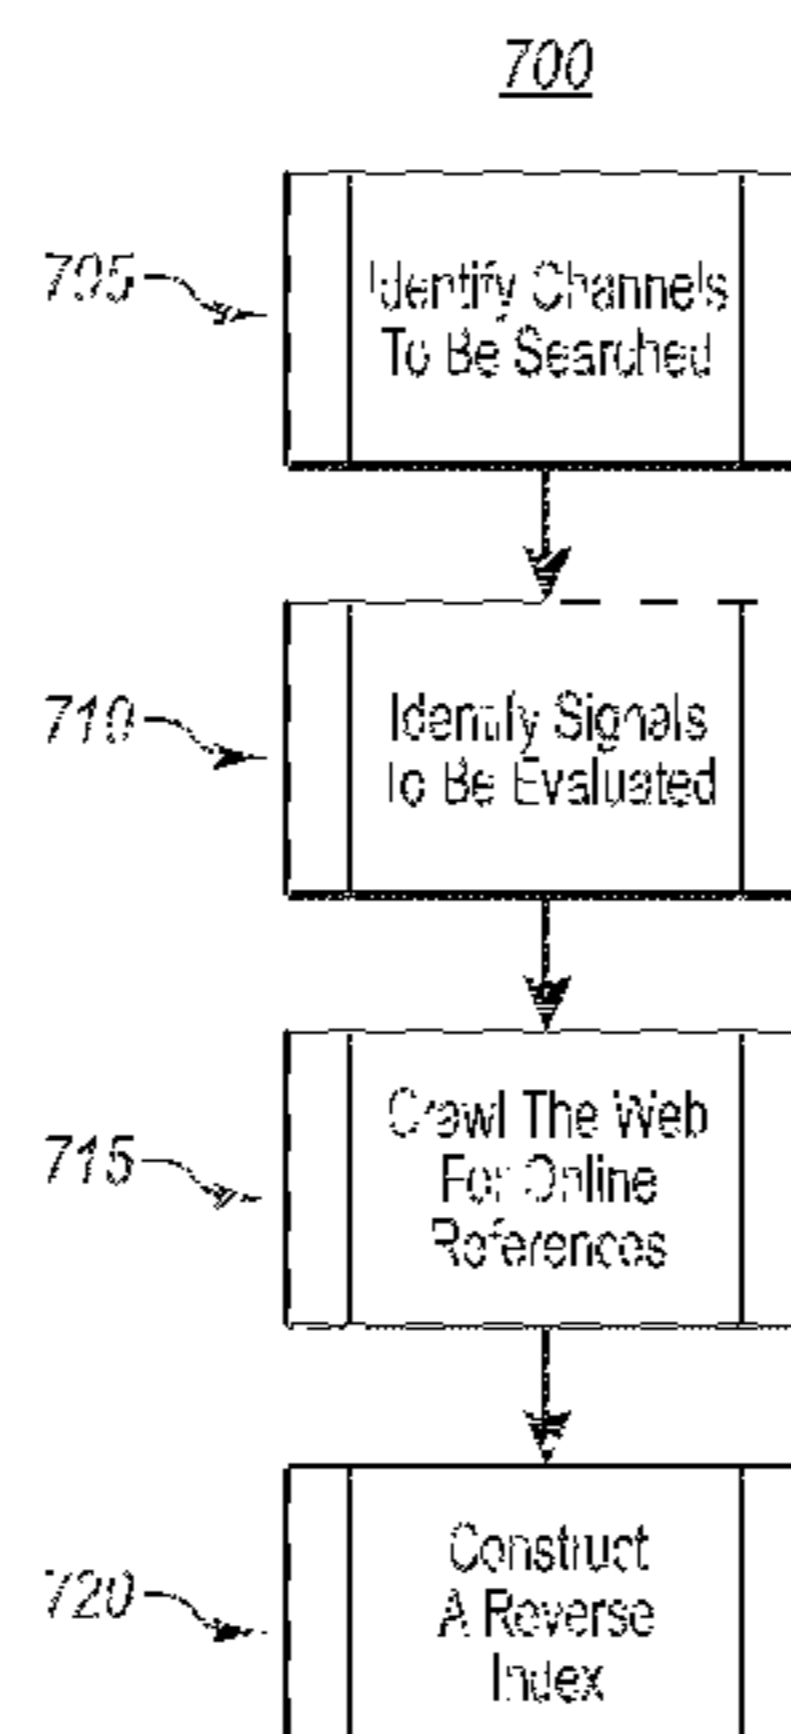 700
705
Identify Channels
To Be Searched
710
Identify Signals
To Be Evaluated
715
Crawl The Web
For Online
References
720
Construct
A Reverse
Index